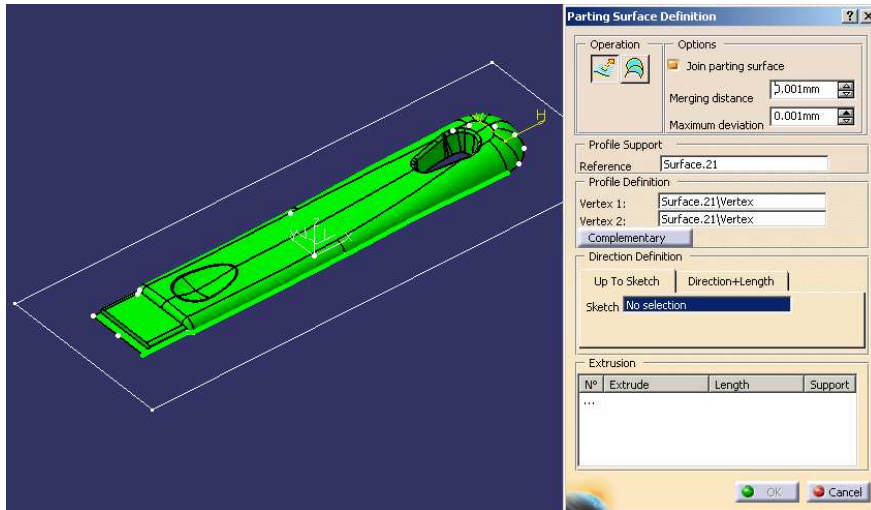 Parting Surface Definition
Operation
Options
Join parting surface
Merging distance 0.001mm
Maximum deviation 0.001mm
Profile Support
Reference Surface.21
Profile Definition
Vertex 1: Surface.21\Vertex
Vertex 2: Surface.21\Vertex
Complementary
Direction Definition
Up To Sketch Direction+Length
Sketch No selection
Extrusion
N° Extrude Length Support
...
OK Cancel
H
V
Z
X